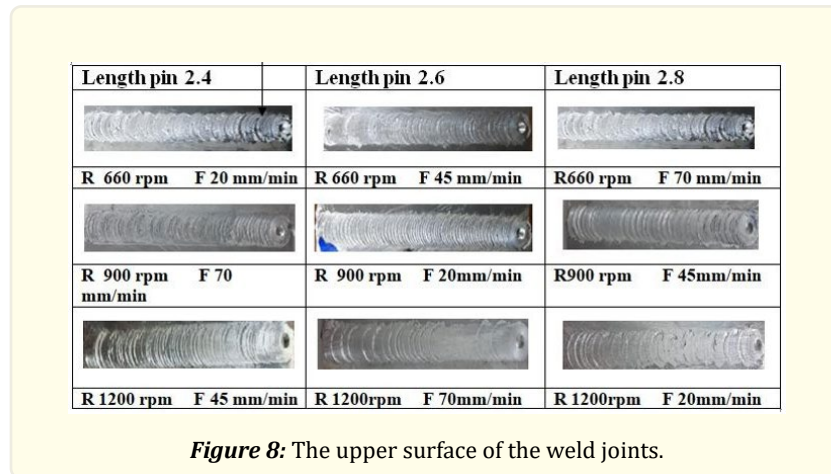 Length pin 2.4 Length pin 2.6 Length pin 2.8
R 660 rpm F 20 mm/min R 660 rpm F 45 mm/min R660 rpm F 70 mm/min
R 900 rpm F 70 mm/min R 900 rpm F 20mm/min R900 rpm F 45mm/min
R 1200 rpm F 45 mm/min R 1200rpm F 70mm/min R 1200rpm F 20mm/min
Figure 8: The upper surface of the weld joints.